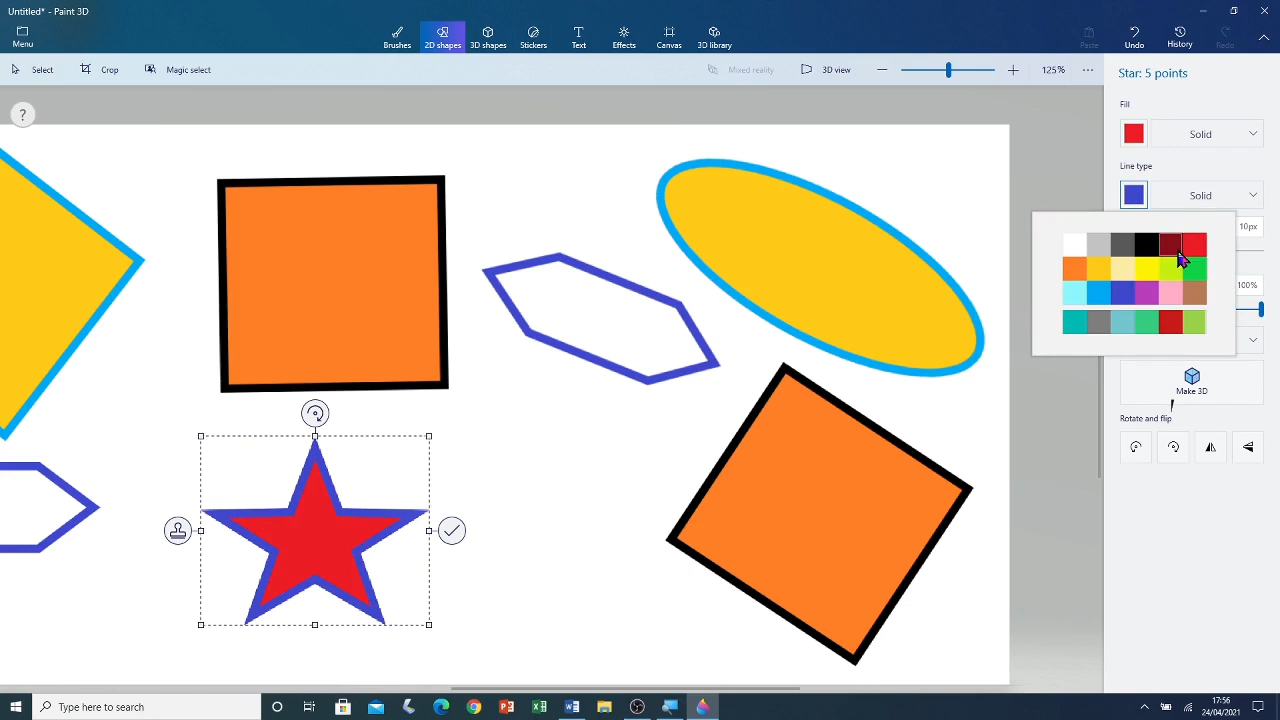 Untitled* - Paint 3D
Menu
Brushes
2D shapes
3D shapes
Stickers
Text
Effects
Canvas
3D library
Paste
Undo
History
Redo
Select
Crop
Magic select
Mixed reality
3D view
125%
Star: 5 points
?
Fill
Solid
Line type
Solid
10px
100%
Make 3D
Rotate and flip
Type here to search
17:56
24/04/2021